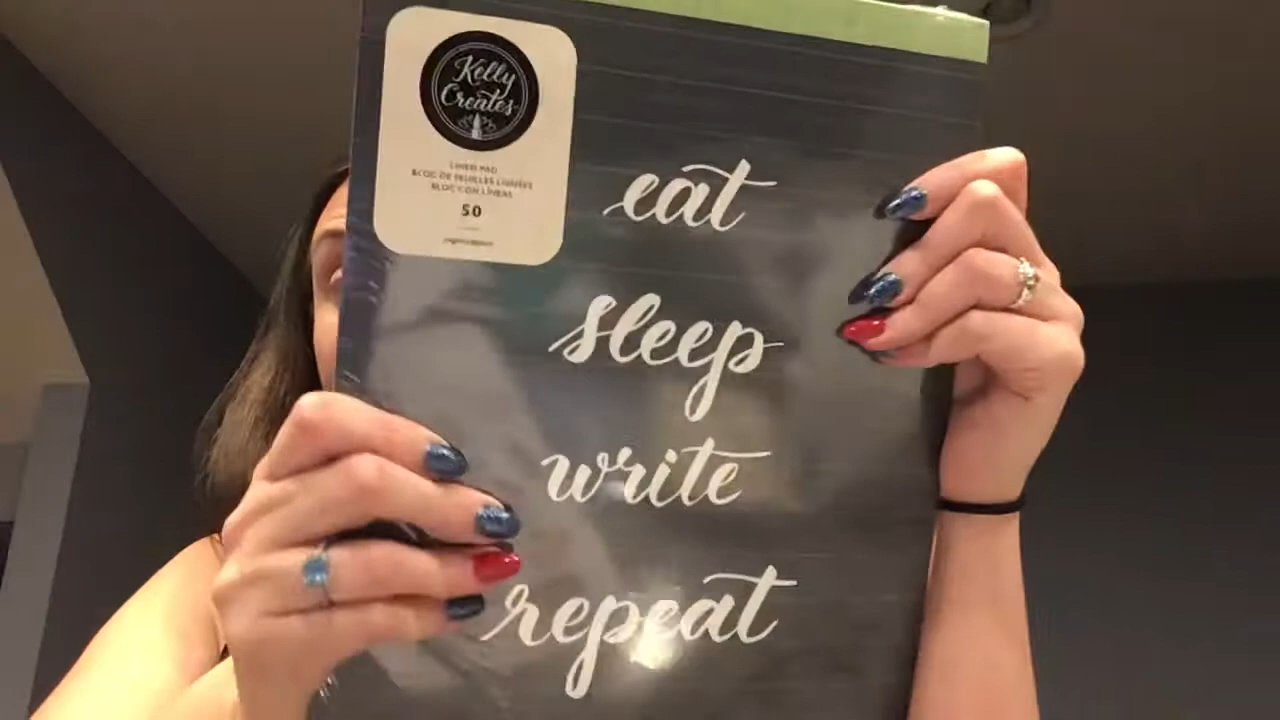 Kelly
Creates
LINED PAD
BLOC DE FEUILLES LIGNÉES
BLOC CON LÍNEAS
50
eat
sleep
write
repeat